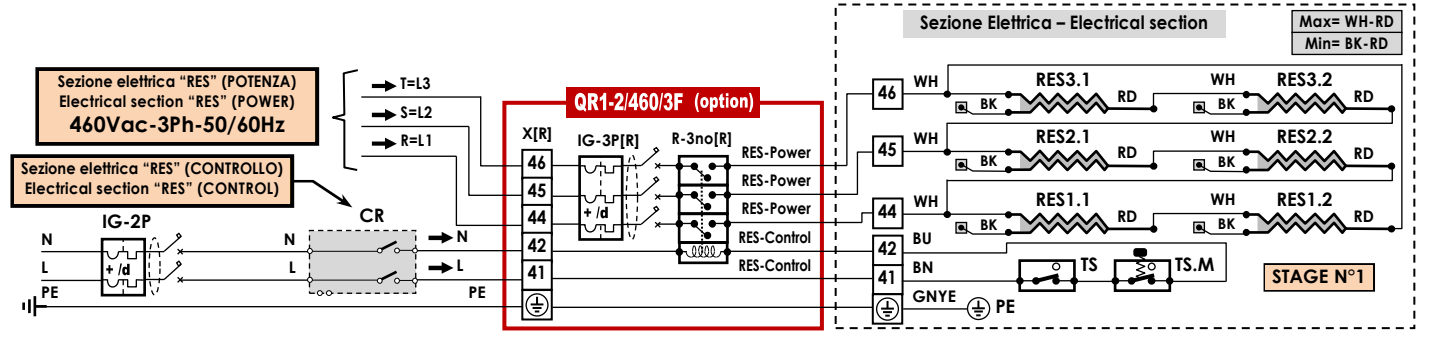 Sezione Elettrica – Electrical section
Max= WH-RD
Min= BK-RD
Sezione elettrica “RES” (POTENZA)
Electrical section “RES” (POWER)
460Vac-3Ph-50/60Hz
T=L3
S=L2
R=L1
QR1-2/460/3F (option)
X[R]
IG-3P[R]
R-3no[R]
46
45
44
42
41
+ /d
RES-Power
RES-Power
RES-Power
RES-Control
RES-Control
Sezione elettrica “RES” (CONTROLLO)
Electrical section “RES” (CONTROL)
IG-2P
CR
N
L
PE
+ /d
N
L
N
L
PE
46
WH
RES3.1
WH
RES3.2
BK
RD
BK
RD
45
WH
RES2.1
WH
RES2.2
BK
RD
BK
RD
44
WH
RES1.1
WH
RES1.2
BK
RD
BK
RD
42
BU
41
BN
TS
TS.M
STAGE N°1
GNYE
PE